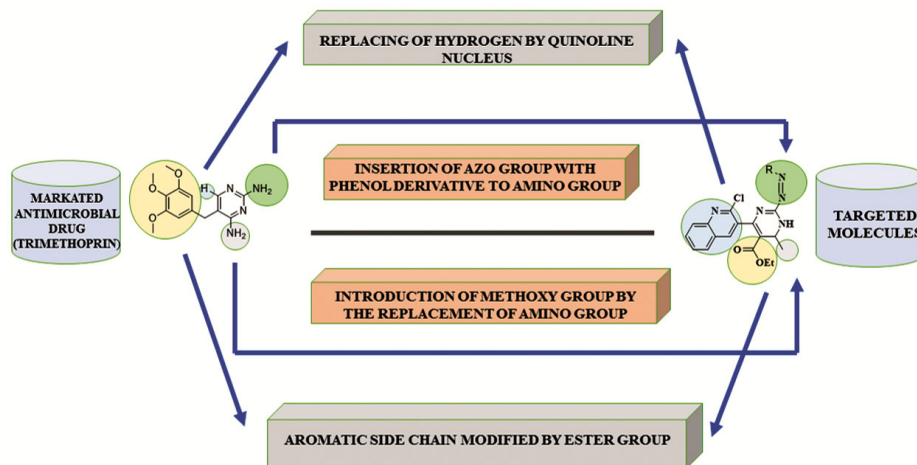 REPLACING OF HYDROGEN BY QUINOLINE
NUCLEUS
INSERTION OF AZO GROUP WITH
PHENOL DERIVATIVE TO AMINO GROUP
MARKATED
ANTIMICROBIAL
DRUG
(TRIMETHOPRIN)
O
O
O
H
N
N
NH₂
NH₂
R
N
N
Cl
N
N
NH
O
OEt
TARGETED
MOLECULES
INTRODUCTION OF METHOXY GROUP BY
THE REPLACEMENT OF AMINO GROUP
AROMATIC SIDE CHAIN MODIFIED BY ESTER GROUP